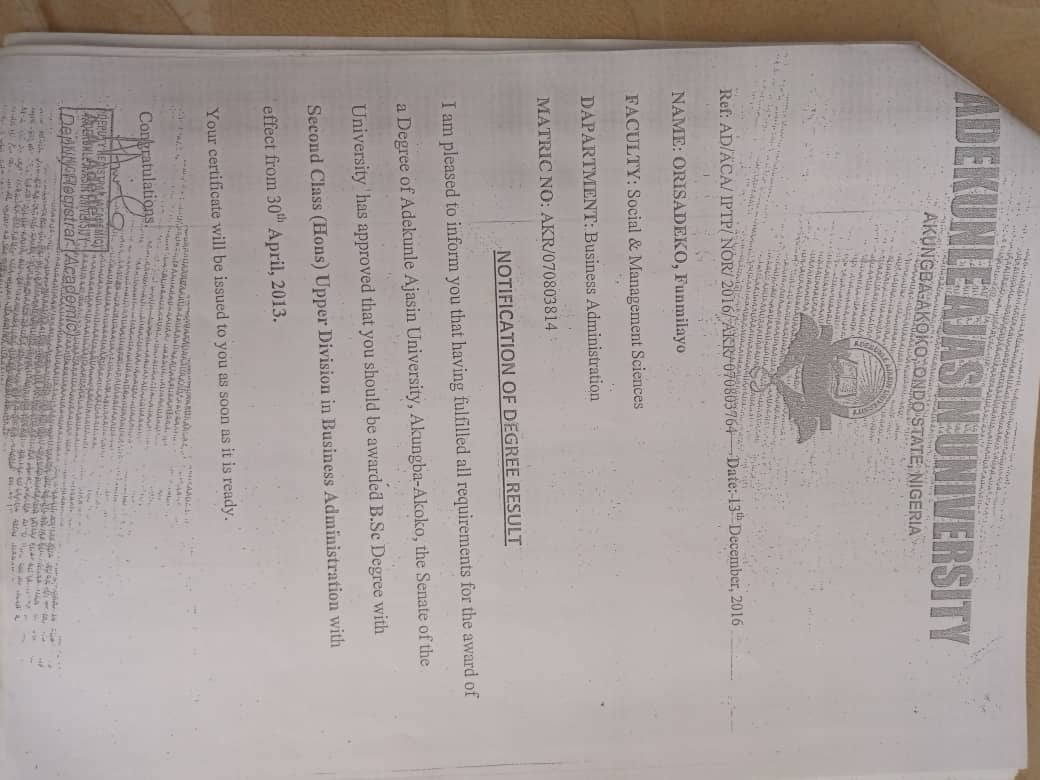 ADEKUNLE AJASIN UNIVERSITY
AKUNGBA-AKOKO, ONDO STATE, NIGERIA
ADEKUNLE AJASIN UNIVERSITY
Ref: AD/ACA/ IPTP/ NOR/ 2016/ AKR/ 070803764 Date: 13th December, 2016
NAME: ORISADEKO, Funmilayo
FACULTY: Social & Management Sciences
DAPARTMENT: Business Administration
MATRIC NO: AKR/070803814
NOTIFICATION OF DEGREE RESULT
I am pleased to inform you that having fulfilled all requirements for the award of
a Degree of Adekunle Ajasin University, Akungba-Akoko, the Senate of the
University has approved that you should be awarded B.Sc Degree with
Second Class (Hons) Upper Division in Business Administration with
effect from 30th April, 2013.
Your certificate will be issued to you as soon as it is ready.
Congratulations.
DEPUTY REGISTRAR (ACADEMIC)
Adedeji
ADEKUNLE AJASIN UNIVERSITY
Deputy Registrar (Academic)